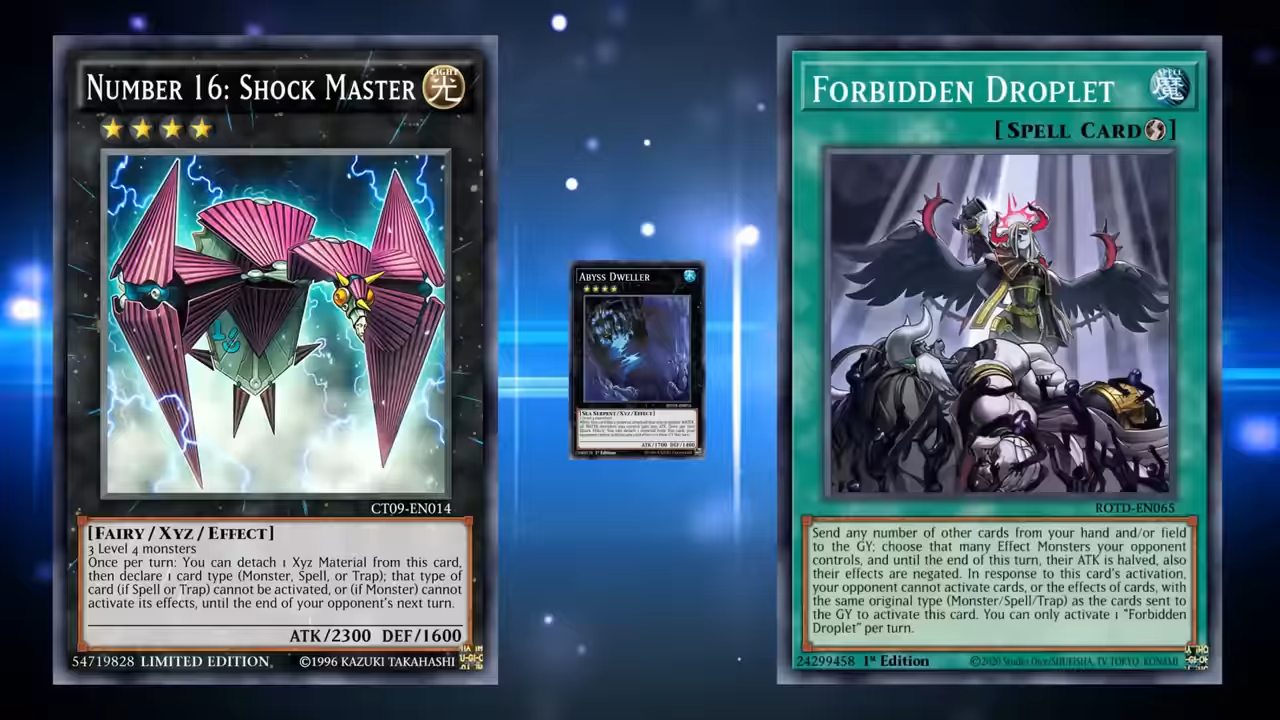 NUMBER 16: SHOCK MASTER
LIGHT
光
16
CT09-EN014
[FAIRY / XYZ / EFFECT]
3 Level 4 monsters
Once per turn: You can detach 1 Xyz Material from this card,
then declare 1 card type (Monster, Spell, or Trap); that type of
card (if Spell or Trap) cannot be activated, or (if Monster) cannot
activate its effects, until the end of your opponent's next turn.
ATK/2300 DEF/1600
54719828 LIMITED EDITION
©1996 KAZUKI TAKAHASHI
ABYSS DWELLER
[SEA SERPENT/XYZ/EFFECT]
ATK/1700 DEF/1400
1st Edition
FORBIDDEN DROPLET
SPELL
魔
[SPELL CARD]
ROTD-EN065
Send any number of other cards from your hand and/or field
to the GY; choose that many Effect Monsters your opponent
controls, and until the end of this turn, their ATK is halved, also
their effects are negated. In response to this card's activation,
your opponent cannot activate cards, or the effects of cards, with
the same original type (Monster/Spell/Trap) as the cards sent to
the GY to activate this card. You can only activate 1 "Forbidden
Droplet" per turn.
24299458 1st Edition
©2020 Studio Dice/SHUEISHA, TV TOKYO, KONAMI